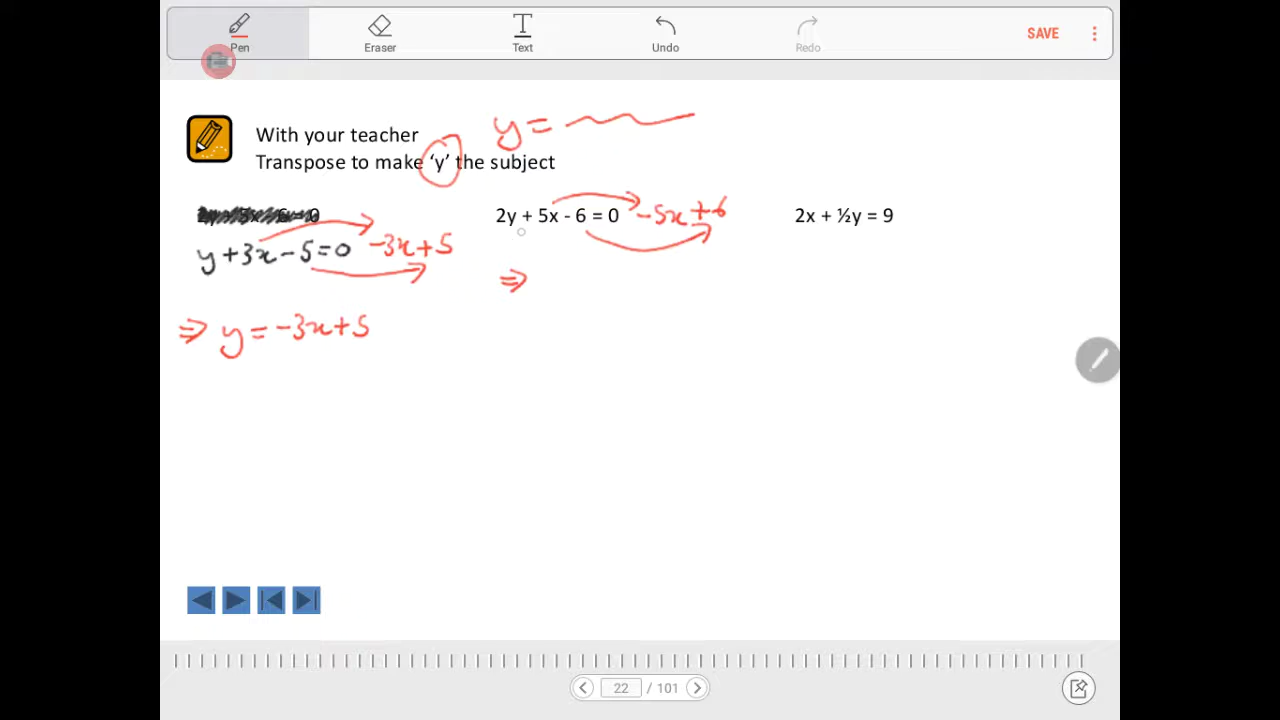 Pen
Eraser
Text
Undo
Redo
SAVE
With your teacher
y =
Transpose to make ‘y’ the subject
2y + 5x - 6 = 0
-5x + 6
2x + ½y = 9
y + 3x - 5 = 0
-3x + 5
⇒
⇒ y = -3x + 5
22 / 101